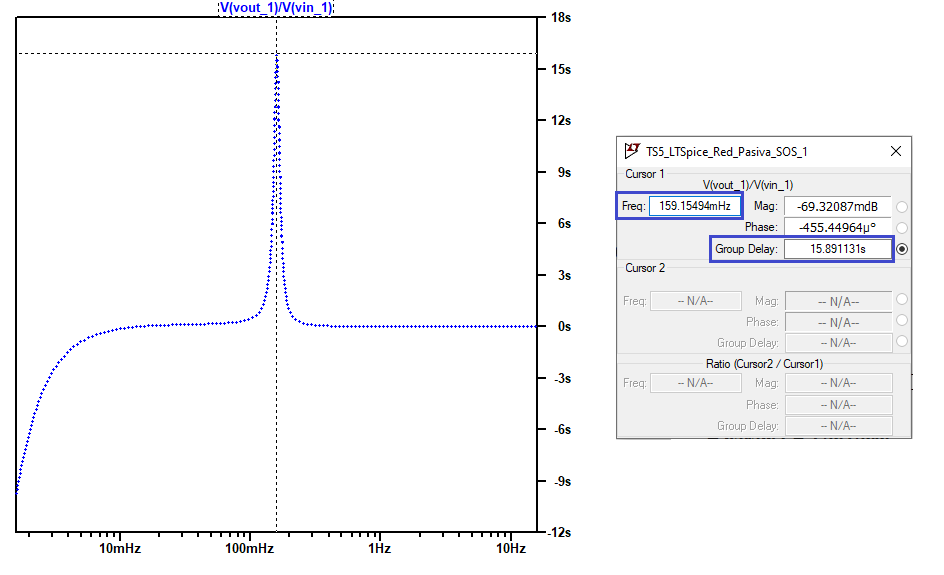 V(vout_1)/V(vin_1)
18s
15s
12s
9s
6s
3s
0s
-3s
-6s
-9s
-12s
10mHz 100mHz 1Hz 10Hz
TS5_LTSpice_Red_Pasiva_SOS_1
Cursor 1
V(vout_1)/V(vin_1)
Freq: 159.15494mHz Mag: -69.32087mdB
Phase: -455.44964µ°
Group Delay: 15.891131s
Cursor 2
Freq: -- N/A-- Mag: -- N/A--
Phase: -- N/A--
Group Delay: -- N/A--
Ratio (Cursor2 / Cursor1)
Freq: -- N/A-- Mag: -- N/A--
Phase: -- N/A--
Group Delay: -- N/A--